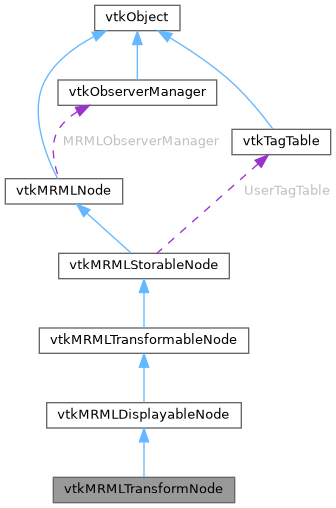 vtkObject
vtkObserverManager
MRMLObserverManager
vtkTagTable
vtkMRMLNode
UserTagTable
vtkMRMLStorableNode
vtkMRMLTransformableNode
vtkMRMLDisplayableNode
vtkMRMLTransformNode